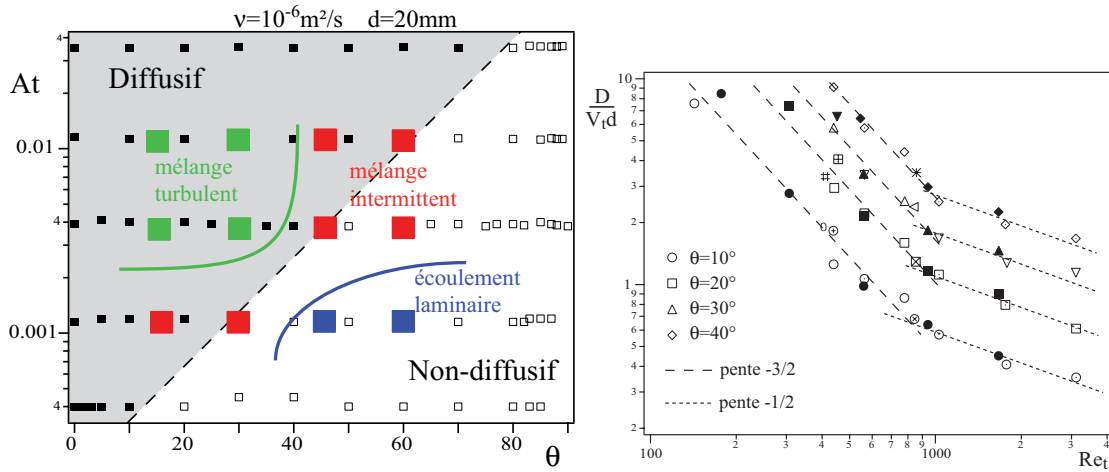 ν=10⁻⁶m²/s d=20mm
4
At
Diffusif
0.01
mélange
turbulent
mélange
intermittent
4
écoulement
laminaire
0.001
Non-diffusif
4
0 20 40 60 80
θ
10
9
8
7
6
5
4
3
2
1
9
8
7
6
5
4
3
2
D
Vₜd
θ=10°
θ=20°
θ=30°
θ=40°
pente -3/2
pente -1/2
100 2 3 4 5 6 7 8 9 1000 2 3 4
Reₜ